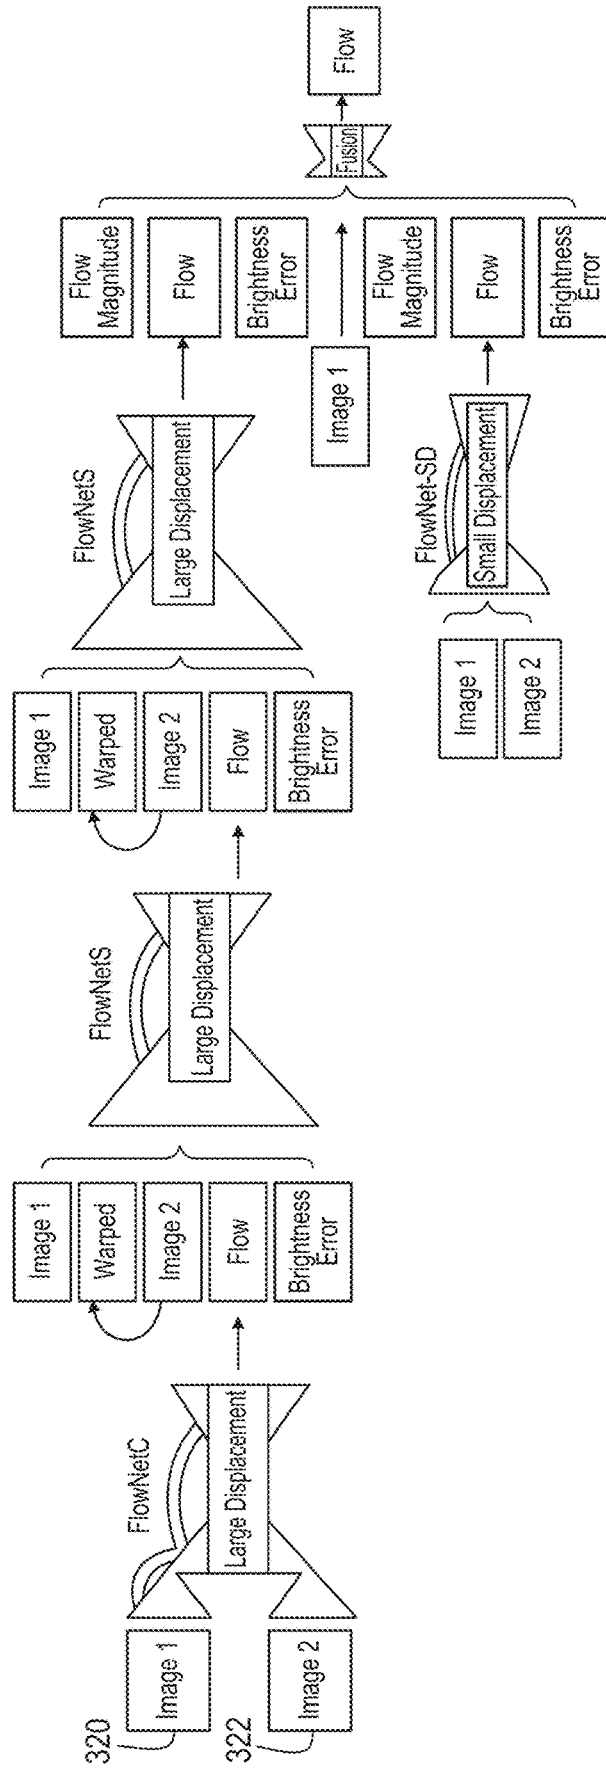 320
Image 1
322
Image 2
FlowNetC
Large Displacement
Image 1
Warped
Image 2
Flow
Brightness
Error
FlowNetS
Large Displacement
Image 1
Warped
Image 2
Flow
Brightness
Error
FlowNetS
Large Displacement
Image 1
Image 2
FlowNet-SD
Small Displacement
Flow
Magnitude
Flow
Brightness
Error
Image 1
Flow
Magnitude
Flow
Brightness
Error
Fusion
Flow